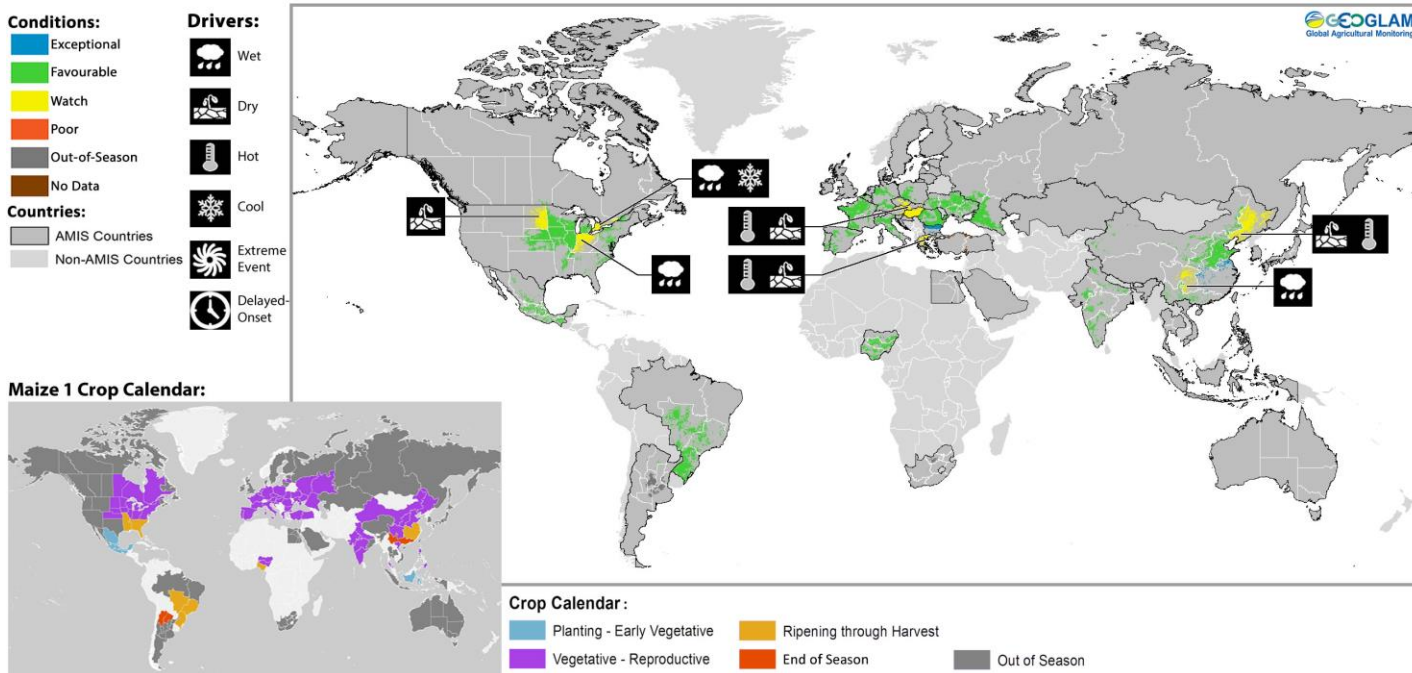 Conditions:
Exceptional
Favourable
Watch
Poor
Out-of-Season
No Data
Countries:
AMIS Countries
Non-AMIS Countries
Drivers:
Wet
Dry
Hot
Cool
Extreme
Event
Delayed-
Onset
GEOGLAM
Global Agricultural Monitoring
Maize 1 Crop Calendar:
Crop Calendar :
Planting - Early Vegetative
Vegetative - Reproductive
Ripening through Harvest
End of Season
Out of Season